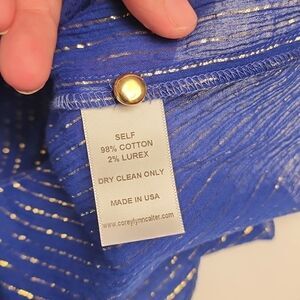 SELF
98% COTTON
2% LUREX
DRY CLEAN ONLY
MADE IN USA
www.coreylynncalter.com